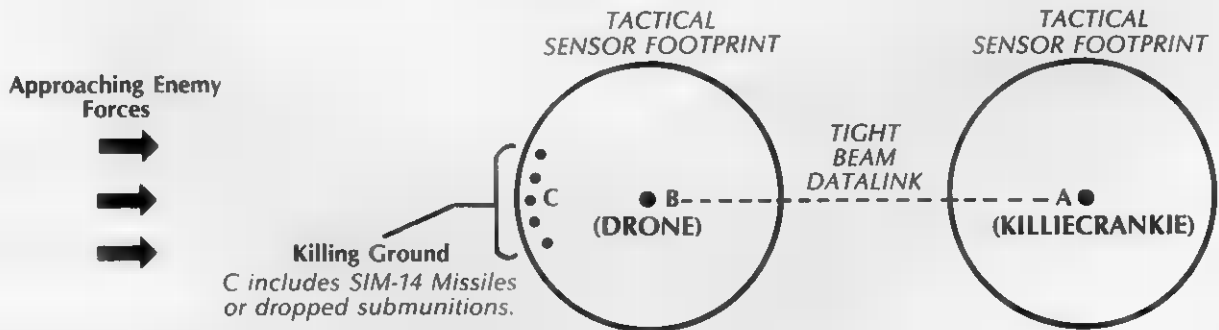 TACTICAL
SENSOR FOOTPRINT
TACTICAL
SENSOR FOOTPRINT
Approaching Enemy
Forces
TIGHT
BEAM
DATALINK
C
B
(DRONE)
A
(KILLIECRANKIE)
Killing Ground
C includes SIM-14 Missiles
or dropped submunitions.